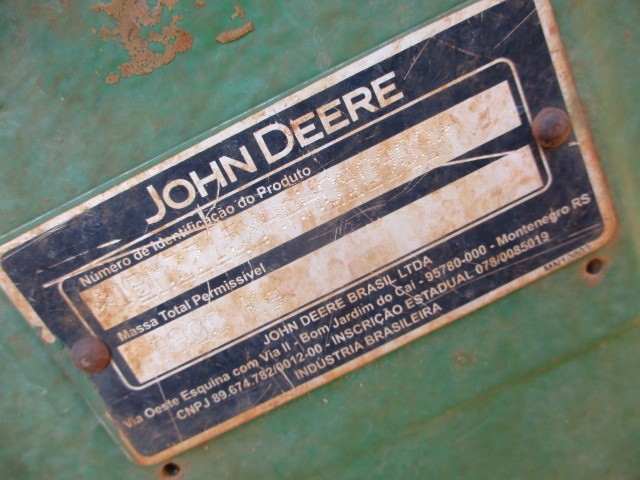 JOHN DEERE
Número de Identificação do Produto
Massa Total Permissível
kg
JOHN DEERE BRASIL LTDA
Via Oeste Esquina com Via II - Bom Jardim do Caí - 95780-000 - Montenegro RS
CNPJ 89.674.782/0012-00 - INSCRIÇÃO ESTADUAL 078/0085019
INDÚSTRIA BRASILEIRA